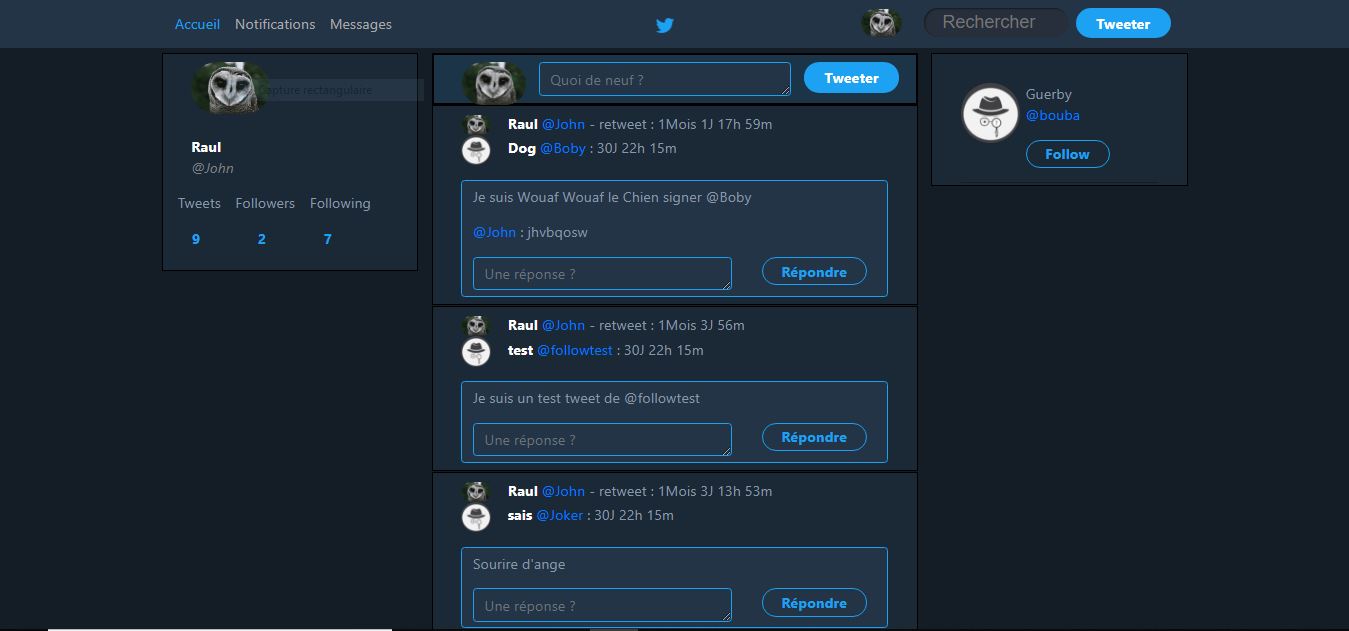 Accueil Notifications Messages
Rechercher
Tweeter
Capture rectangulaire
Raul
@John
Tweets Followers Following
9 2 7
Quoi de neuf ?
Tweeter
Raul @John - retweet : 1Mois 1J 17h 59m
Dog @Boby : 30J 22h 15m
Je suis Wouaf Wouaf le Chien signer @Boby
@John : jhvbqosw
Une réponse ?
Répondre
Raul @John - retweet : 1Mois 3J 56m
test @followtest : 30J 22h 15m
Je suis un test tweet de @followtest
Une réponse ?
Répondre
Raul @John - retweet : 1Mois 3J 13h 53m
sais @Joker : 30J 22h 15m
Sourire d'ange
Une réponse ?
Répondre
Guerby
@bouba
Follow